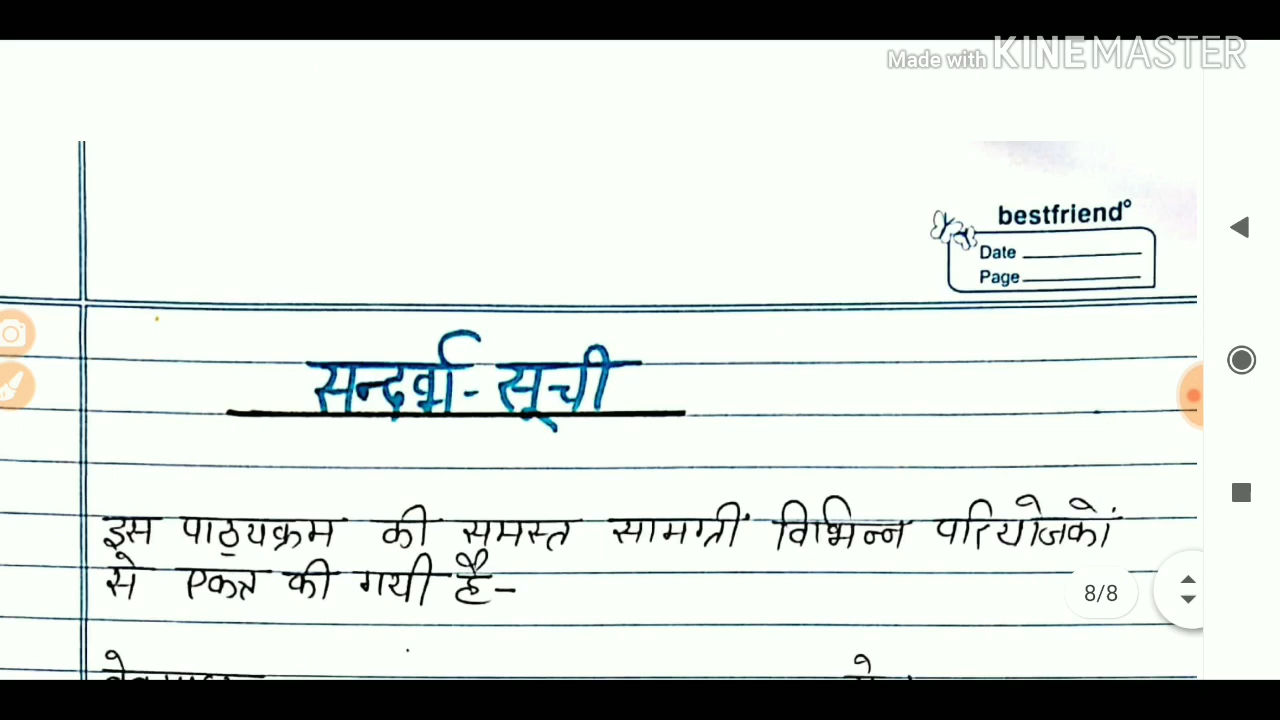 Made with KINEMASTER
bestfriend°
Date
Page
सन्दर्भ-सूची
इस पाठ्यक्रम की समस्त सामग्रीं विभिन्न परियोजकों
से एकत्र की गयी है-
8/8